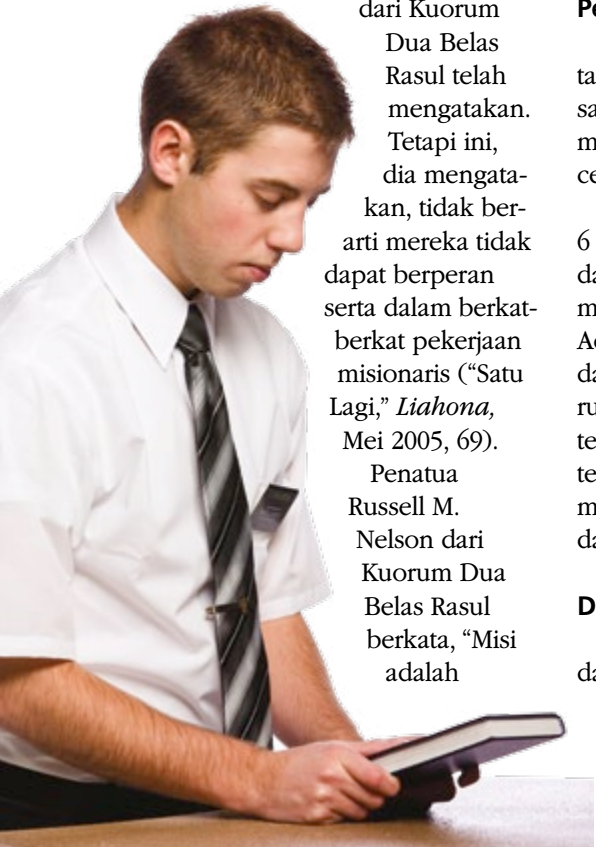 dari Kuorum
Dua Belas
Rasul telah
mengatakan.
Tetapi ini,
dia mengata-
kan, tidak ber-
arti mereka tidak
dapat berperan
serta dalam berkat-
berkat pekerjaan
misionaris (“Satu
Lagi,” Liahona,
Mei 2005, 69).
Penatua
Russell M.
Nelson dari
Kuorum Dua
Belas Rasul
berkata, “Misi
adalah
6